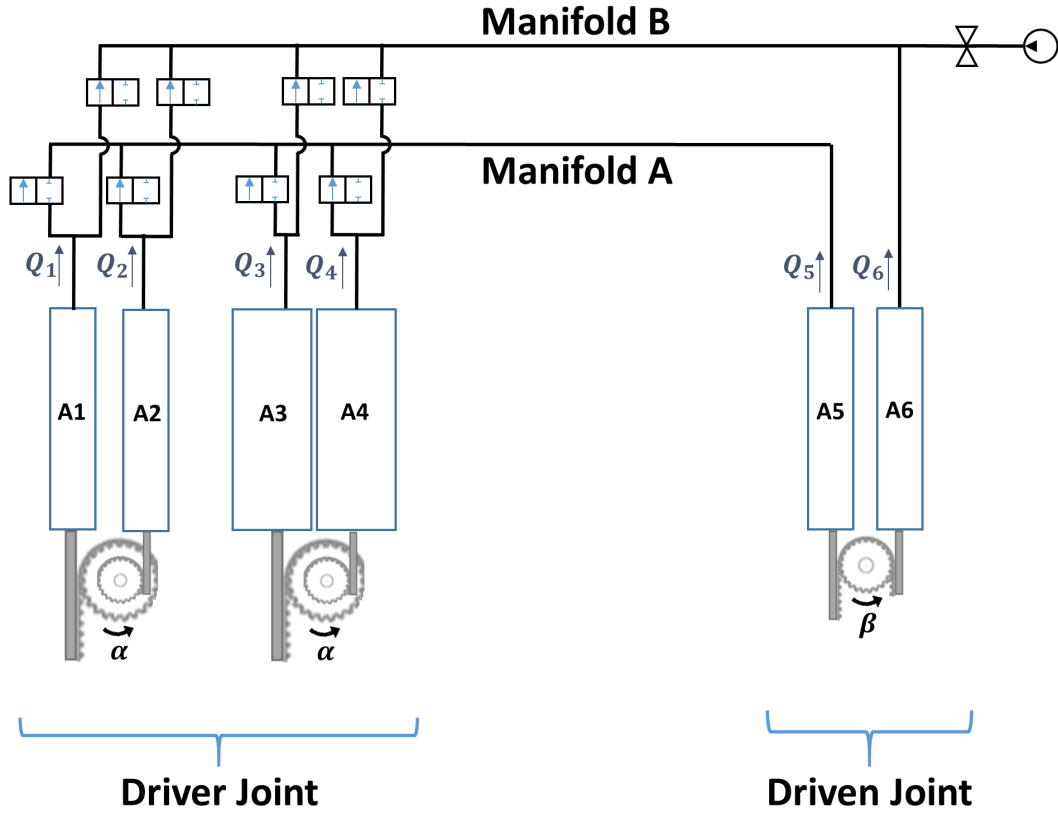 Manifold B
Manifold A
Q1 Q2 Q3 Q4 Q5 Q6
A1 A2 A3 A4 A5 A6
α α β
Driver Joint Driven Joint